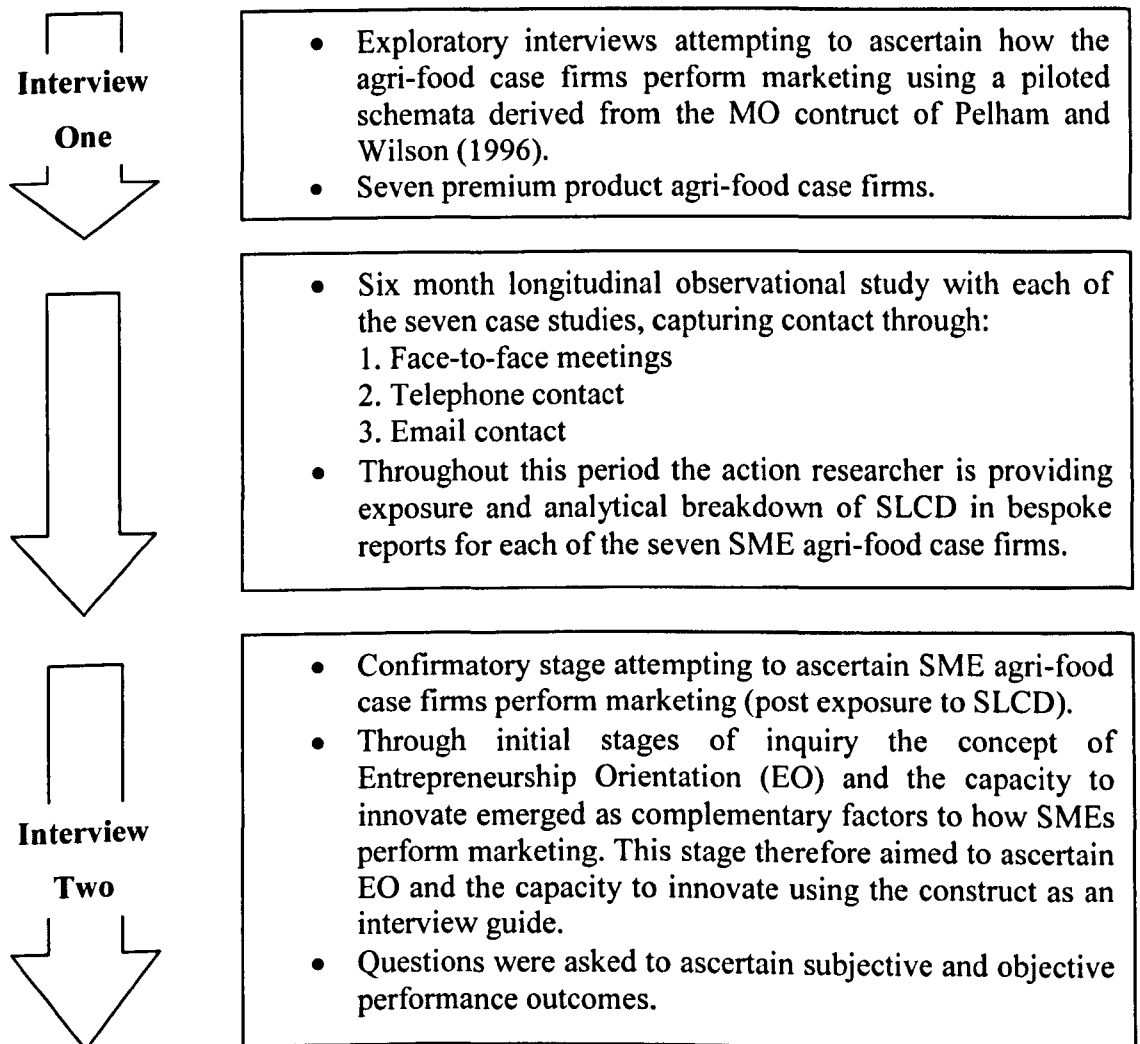 Interview
One
• Exploratory interviews attempting to ascertain how the
agri-food case firms perform marketing using a piloted
schemata derived from the MO contruct of Pelham and
Wilson (1996).
• Seven premium product agri-food case firms.
• Six month longitudinal observational study with each of
the seven case studies, capturing contact through:
1. Face-to-face meetings
2. Telephone contact
3. Email contact
• Throughout this period the action researcher is providing
exposure and analytical breakdown of SLCD in bespoke
reports for each of the seven SME agri-food case firms.
Interview
Two
• Confirmatory stage attempting to ascertain SME agri-food
case firms perform marketing (post exposure to SLCD).
• Through initial stages of inquiry the concept of
Entrepreneurship Orientation (EO) and the capacity to
innovate emerged as complementary factors to how SMEs
perform marketing. This stage therefore aimed to ascertain
EO and the capacity to innovate using the construct as an
interview guide.
• Questions were asked to ascertain subjective and objective
performance outcomes.